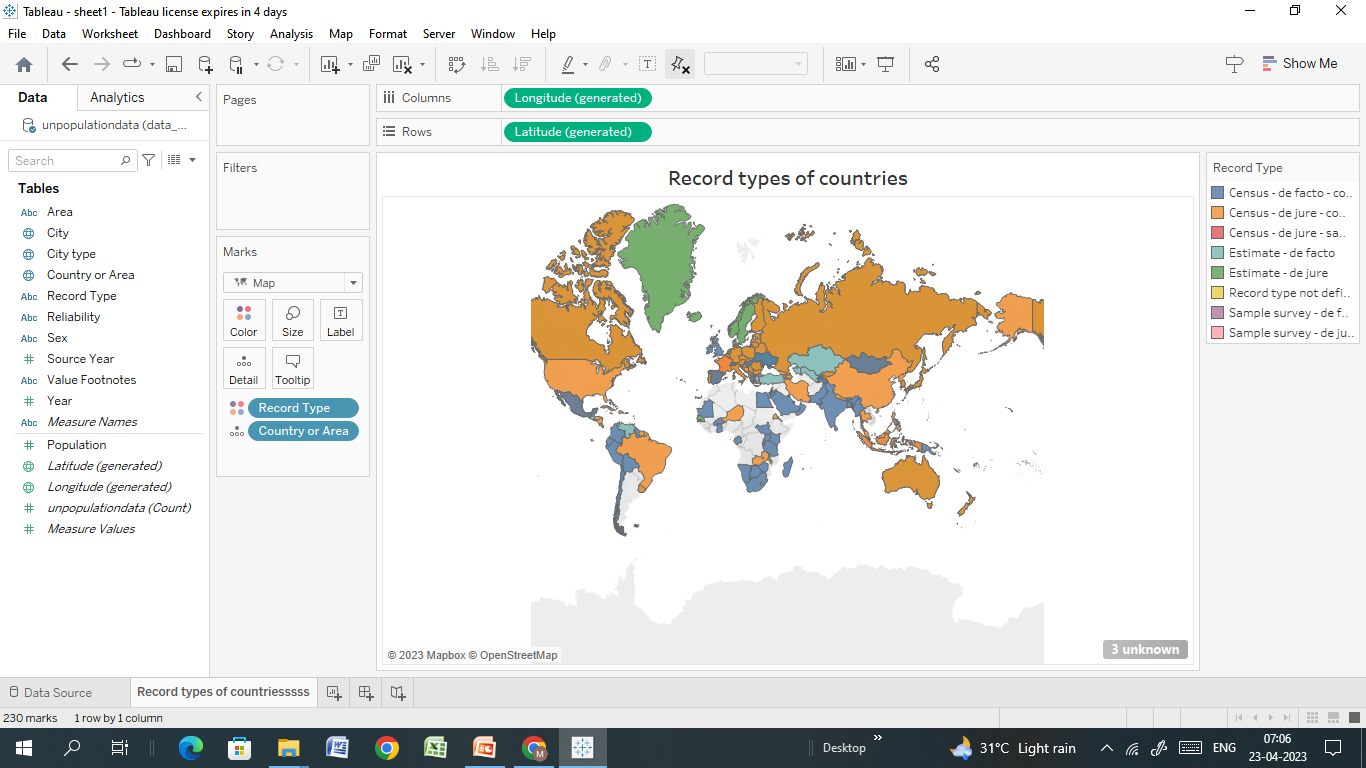 Tableau - sheet1 - Tableau license expires in 4 days
File Data Worksheet Dashboard Story Analysis Map Format Server Window Help
Show Me
Data Analytics
unpopulationdata (data_...
Search
Tables
Abc Area
City
City type
Country or Area
Abc Record Type
Abc Reliability
Abc Sex
Source Year
Value Footnotes
Year
Abc Measure Names
Population
Latitude (generated)
Longitude (generated)
unpopulationdata (Count)
Measure Values
Pages
Filters
Marks
Map
Color Size Label
Detail Tooltip
Record Type
Country or Area
Columns Longitude (generated)
Rows Latitude (generated)
Record types of countries
© 2023 Mapbox © OpenStreetMap
3 unknown
Record Type
Census - de facto - co..
Census - de jure - co...
Census - de jure - sa...
Estimate - de facto
Estimate - de jure
Record type not defi..
Sample survey - de f...
Sample survey - de ju..
Data Source Record types of countriesssss
230 marks 1 row by 1 column
Desktop
31°C Light rain
ENG
07:06
23-04-2023